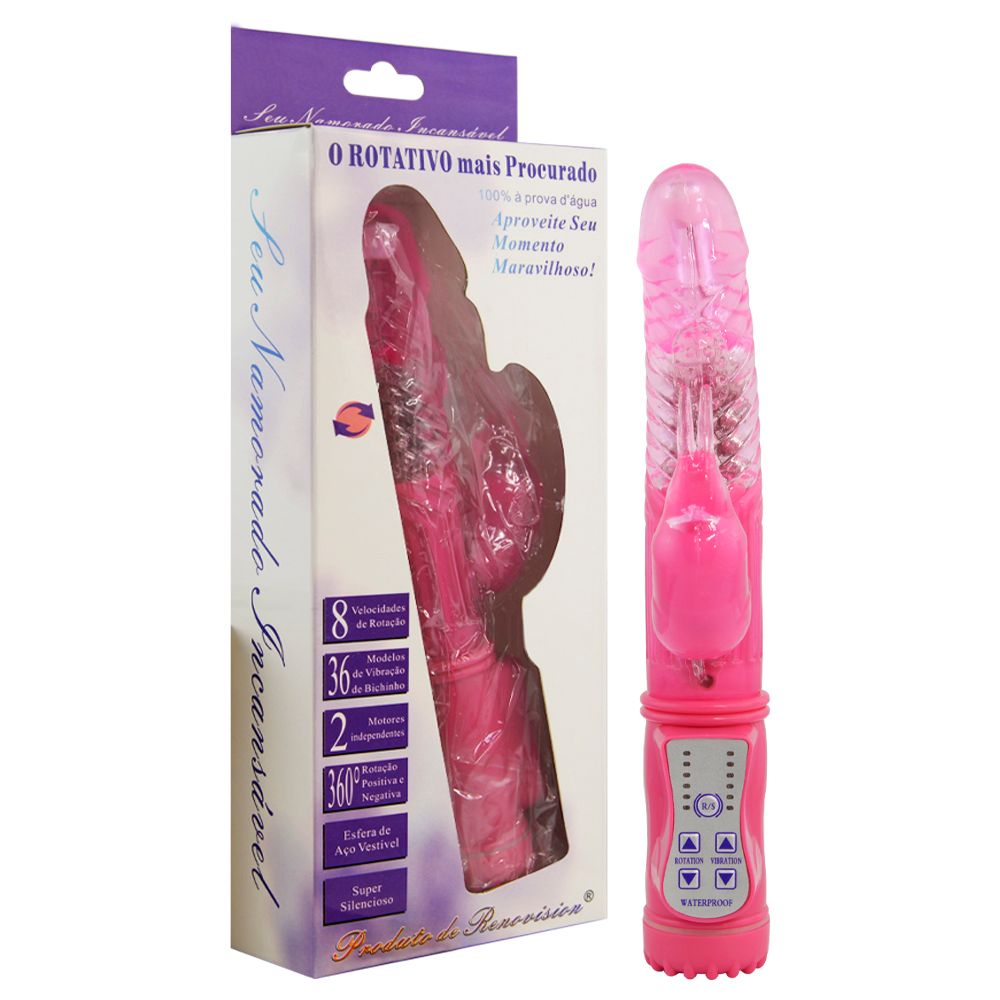 Seu Namorado Incansável
O ROTATIVO mais Procurado
100% à prova d'água
Aproveite Seu
Momento
Maravilhoso!
Seu Namorado Incansável
8 Velocidades
de Rotação
36 Modelos
de Vibração
de Bichinho
2 Motores
independentes
360° Rotação
Positiva e
Negativa
Esfera de
Aço Vestível
Super
Silencioso
Produto de Renovision®
R/S
ROTATION VIBRATION
WATERPROOF